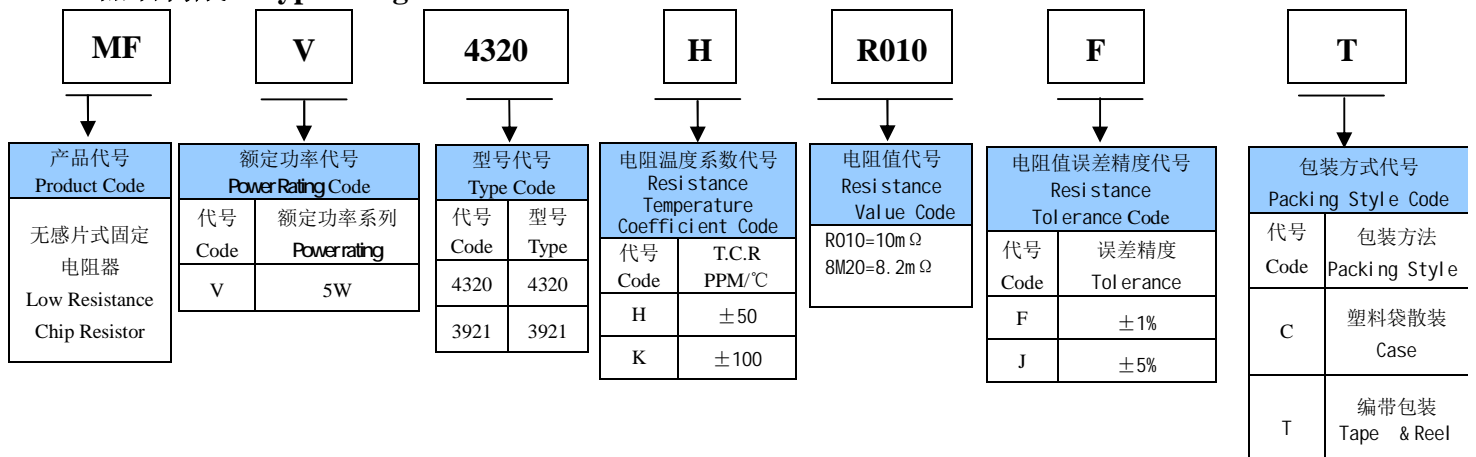 MF V 4320 H R010 F T
产品代号
Product Code
无感片式固定
电阻器
Low Resistance
Chip Resistor
额定功率代号
Power Rating Code
代号 额定功率系列
Code Power rating
V 5W
型号代号
Type Code
代号 型号
Code Type
4320 4320
3921 3921
电阻温度系数代号
Resistance
Temperature
Coefficient Code
代号 T.C.R
Code PPM/℃
H ±50
K ±100
电阻值代号
Resistance
Value Code
R010=10mΩ
8M20=8.2mΩ
电阻值误差精度代号
Resistance
Tolerance Code
代号 误差精度
Code Tolerance
F ±1%
J ±5%
包装方式代号
Packing Style Code
代号 包装方法
Code Packing Style
C 塑料袋散装
Case
T 编带包装
Tape & Reel